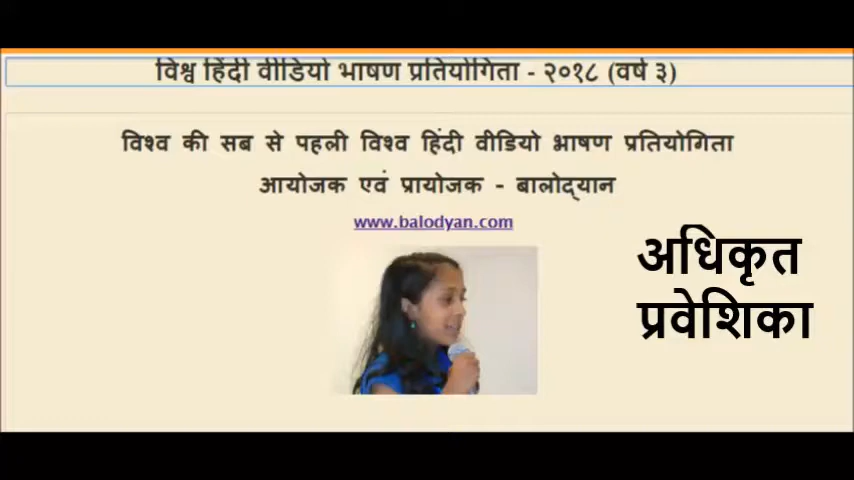 विश्व हिंदी वीडियो भाषण प्रतियोगिता - २०१८ (वर्ष ३)
विश्व की सब से पहली विश्व हिंदी वीडियो भाषण प्रतियोगिता
आयोजक एवं प्रायोजक - बालोद्यान
www.balodyan.com
अधिकृत
प्रवेशिका